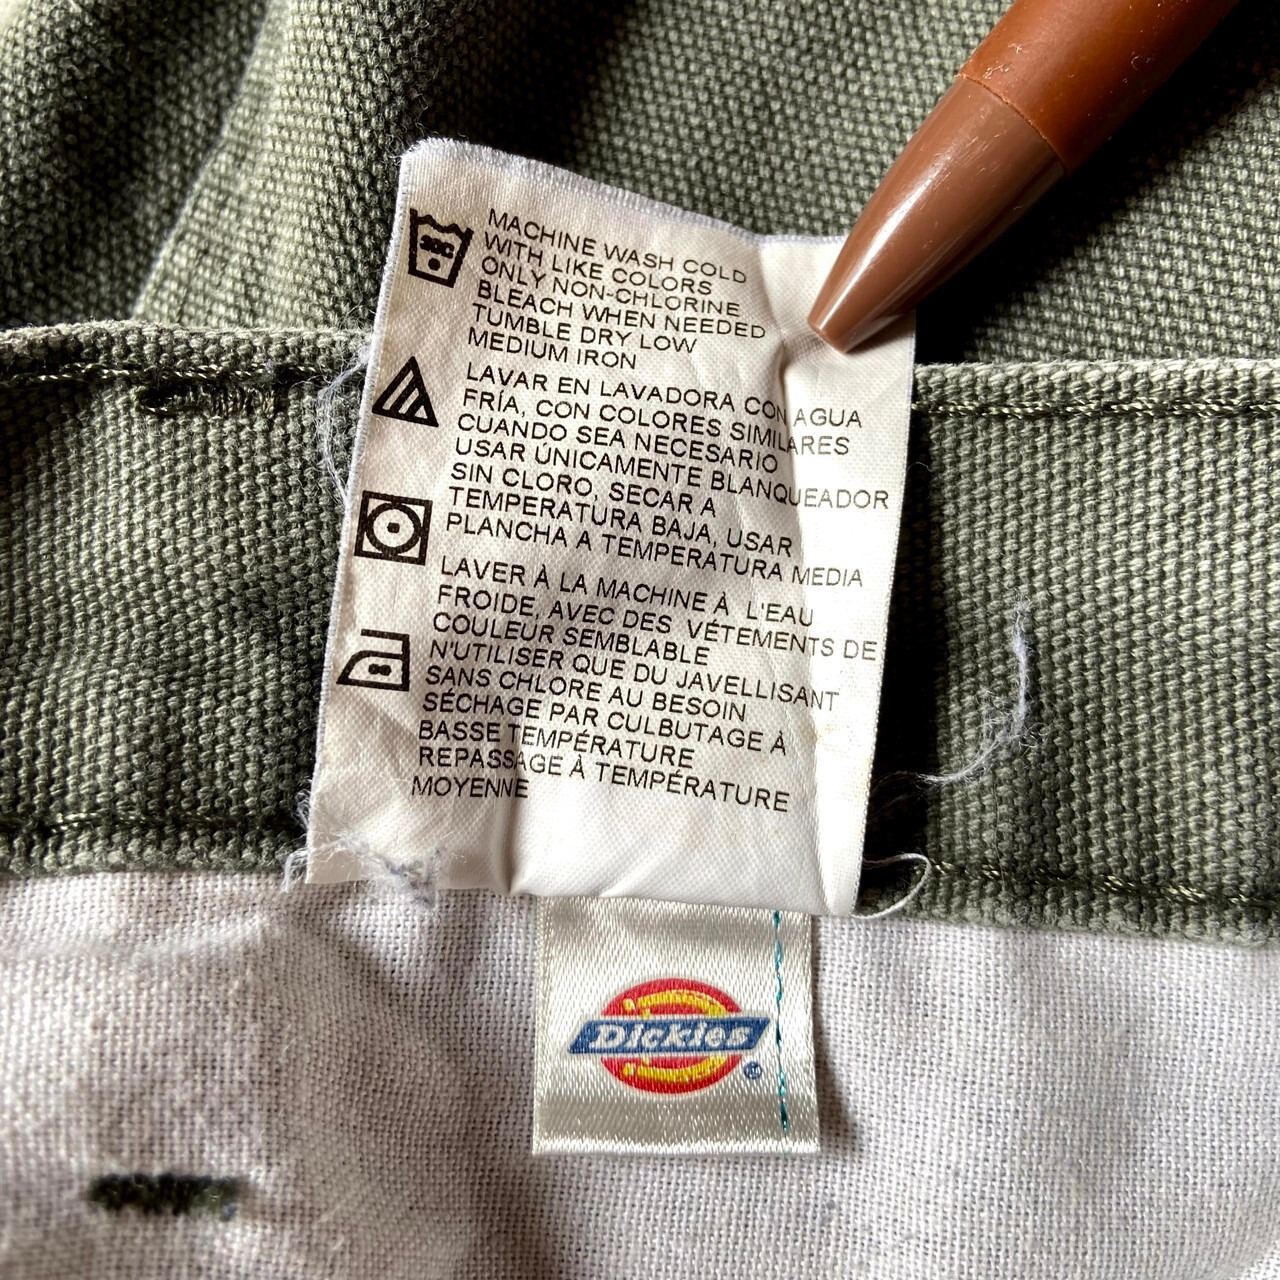 30C
MACHINE WASH COLD
WITH LIKE COLORS
ONLY NON-CHLORINE
BLEACH WHEN NEEDED
TUMBLE DRY LOW
MEDIUM IRON
LAVAR EN LAVADORA CON AGUA
FRÍA, CON COLORES SIMILARES
CUANDO SEA NECESARIO
USAR ÚNICAMENTE BLANQUEADOR
SIN CLORO, SECAR A
TEMPERATURA BAJA, USAR
PLANCHA A TEMPERATURA MEDIA
LAVER À LA MACHINE À L'EAU
FROIDE, AVEC DES VÉTEMENTS DE
COULEUR SEMBLABLE
N'UTILISER QUE DU JAVELLISANT
SANS CHLORE AU BESOIN
SÉCHAGE PAR CULBUTAGE À
BASSE TEMPÉRATURE
REPASSAGE À TEMPÉRATURE
MOYENNE
Dickies ®